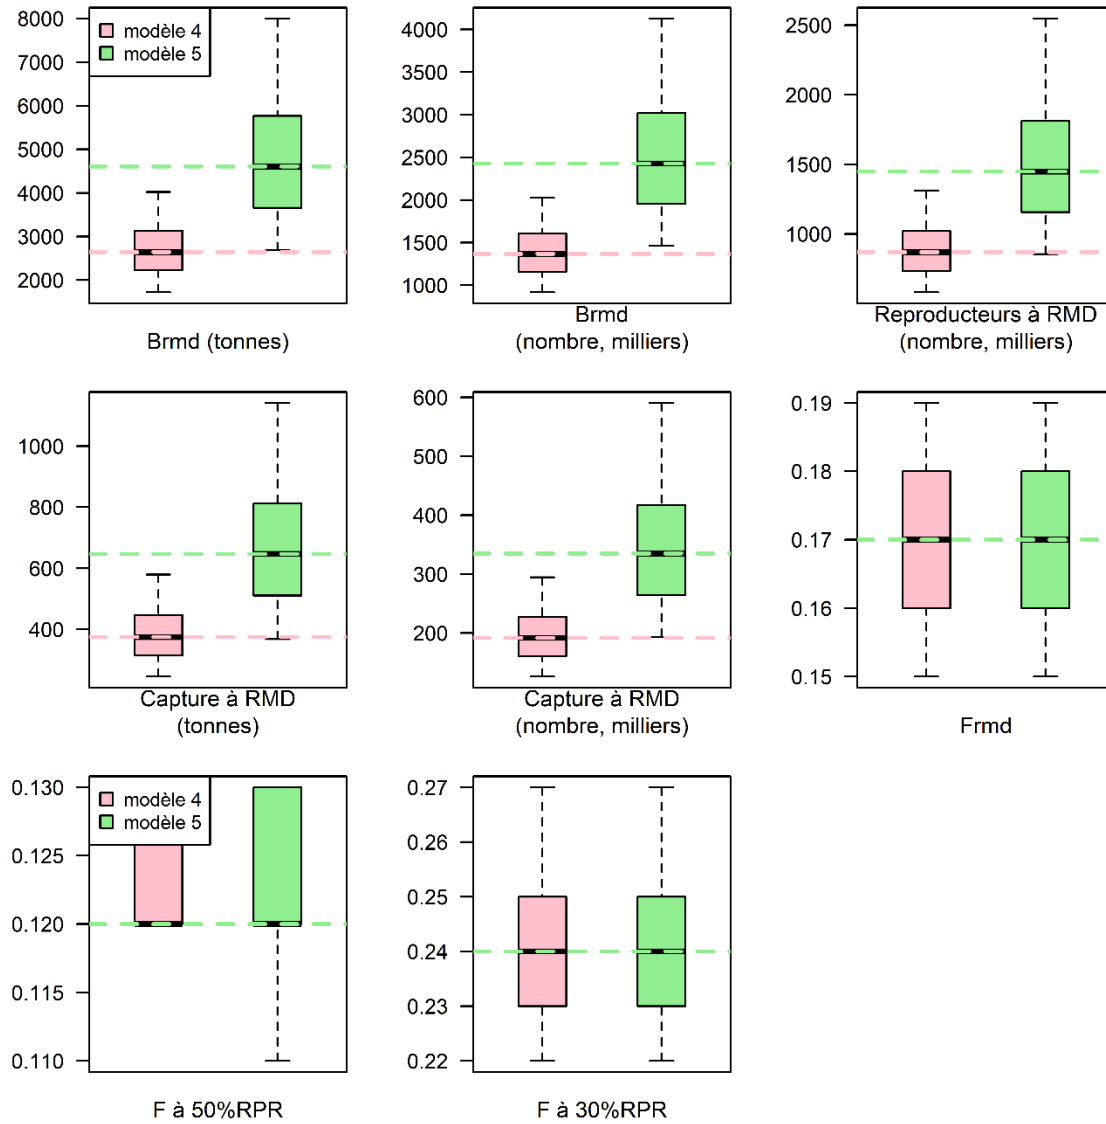 8000
7000
6000
5000
4000
3000
2000
modèle 4
modèle 5
Brmd (tonnes)
4000
3500
3000
2500
2000
1500
1000
Brmd
(nombre, milliers)
2500
2000
1500
1000
Reproducteurs à RMD
(nombre, milliers)
1000
800
600
400
Capture à RMD
(tonnes)
600
500
400
300
200
Capture à RMD
(nombre, milliers)
0.19
0.18
0.17
0.16
0.15
Frmd
0.130
0.125
0.120
0.115
0.110
modèle 4
modèle 5
F à 50%RPR
0.27
0.26
0.25
0.24
0.23
0.22
F à 30%RPR